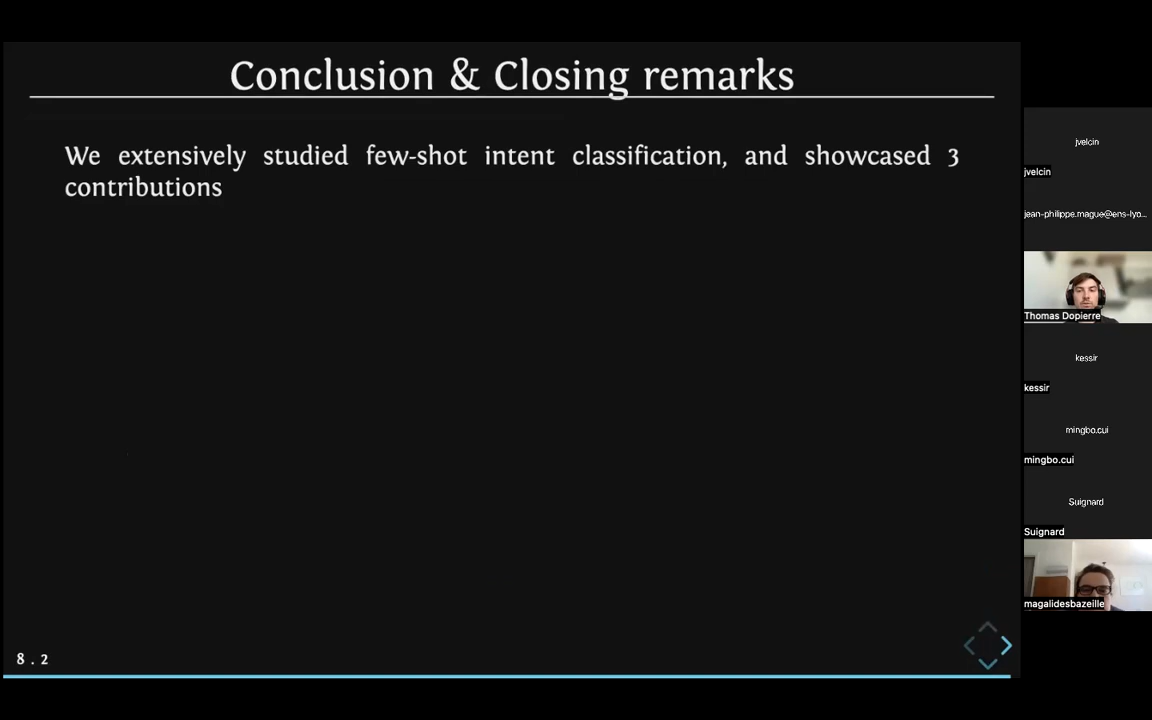 Conclusion & Closing remarks
We extensively studied few-shot intent classification, and showcased 3
contributions
8 . 2
jvelcin
jvelcin
jean-philippe.mague@ens-lyo...
Thomas Dopierre
kessir
kessir
mingbo.cui
mingbo.cui
Suignard
Suignard
magalidesbazeille